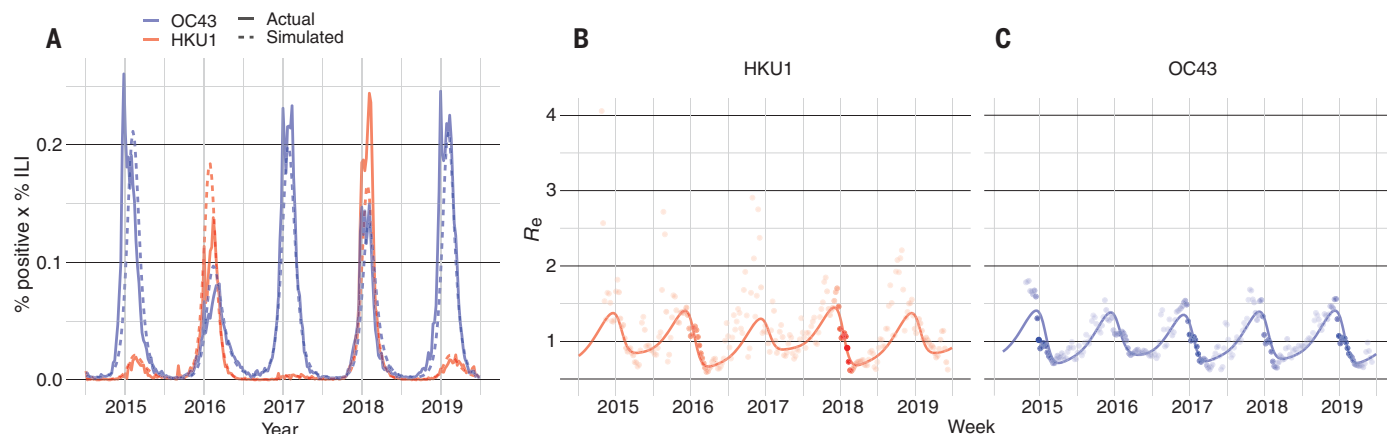 A
OC43
HKU1
Actual
Simulated
% positive x % ILI
0.2
0.1
0.0
2015 2016 2017 2018 2019
Year
B
HKU1
Re
4
3
2
1
2015 2016 2017 2018 2019
C
OC43
2015 2016 2017 2018 2019
Week